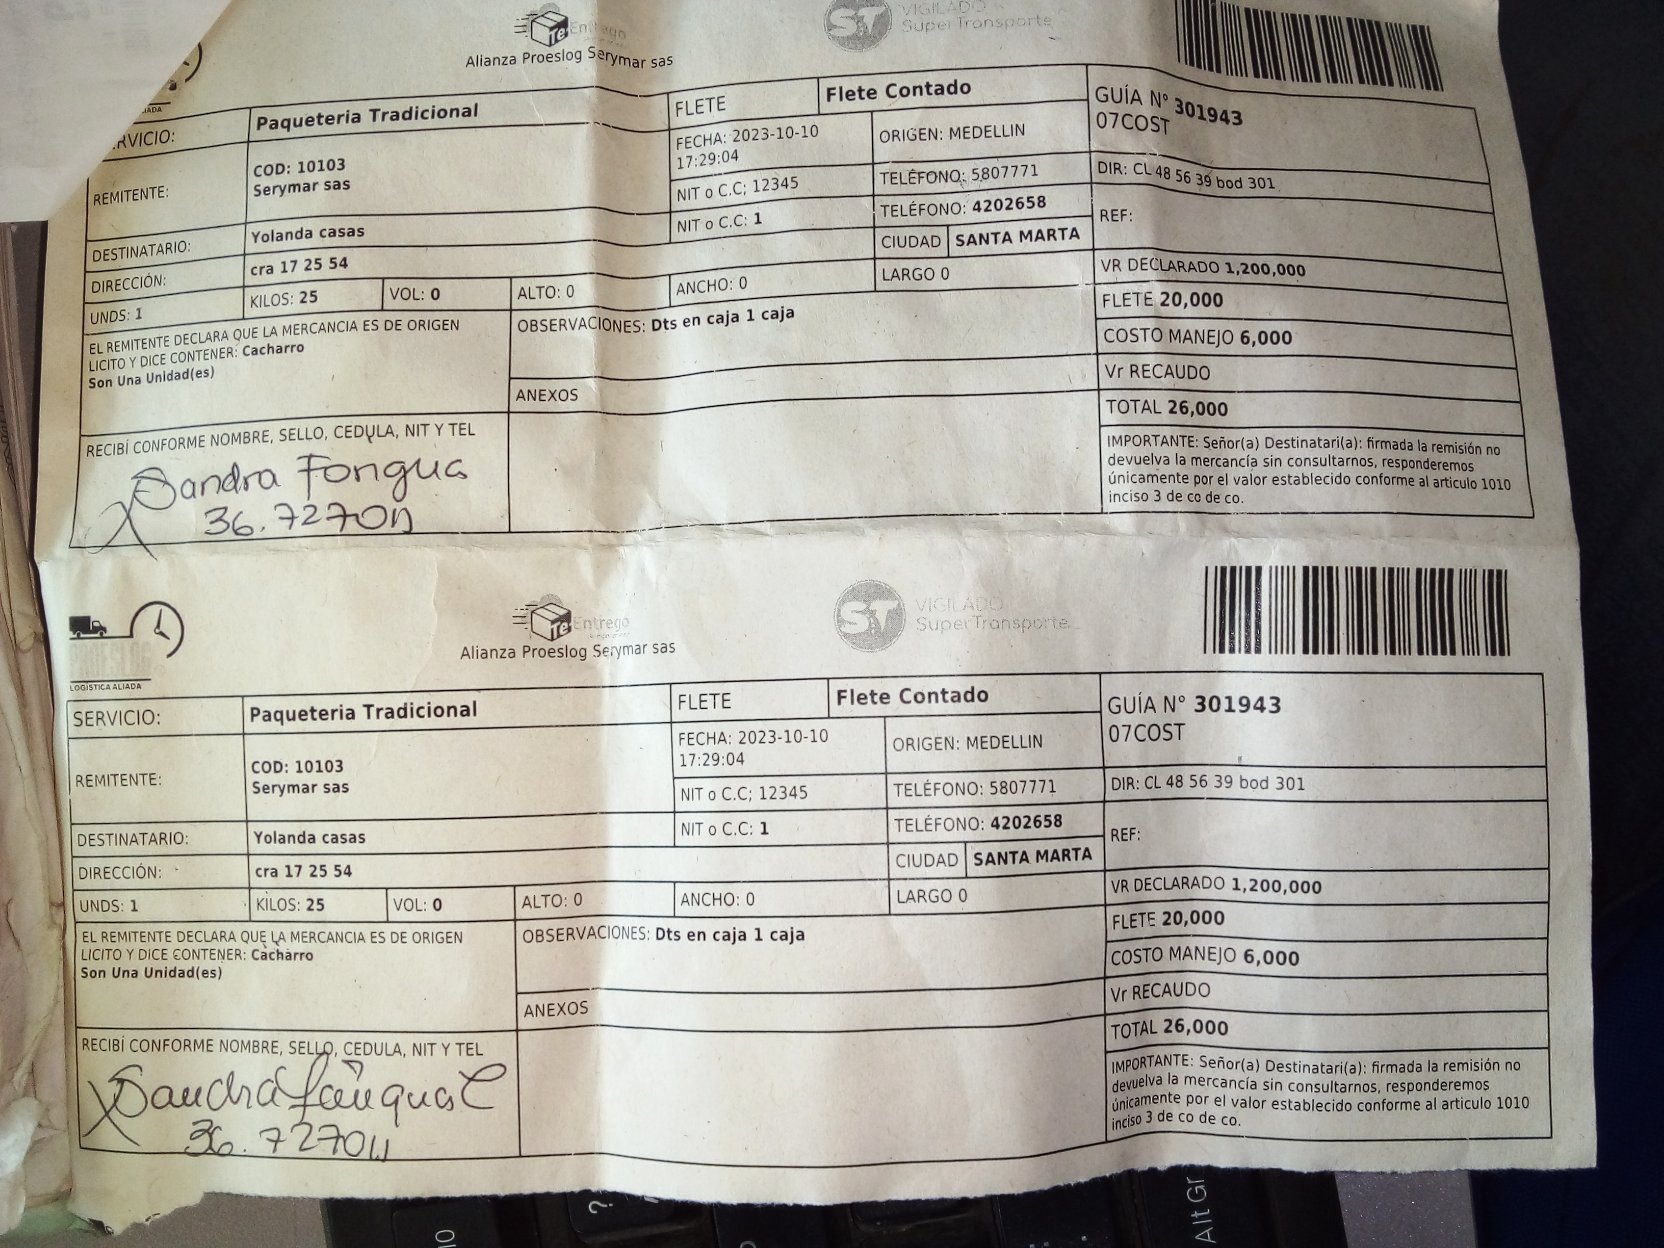 Te Entrego
Alianza Proeslog Serymar sas
ST VIGILADO
SuperTransporte
IADA
RVICIO: Paqueteria Tradicional FLETE Flete Contado GUÍA N° 301943
07COST
REMITENTE: COD: 10103
Serymar sas
FECHA: 2023-10-10
17:29:04
ORIGEN: MEDELLIN
NIT o C.C; 12345 TELÉFONO: 5807771 DIR: CL 48 56 39 bod 301
DESTINATARIO: Yolanda casas NIT o C.C: 1 TELÉFONO: 4202658 REF:
DIRECCIÓN: cra 17 25 54 CIUDAD SANTA MARTA
UNDS: 1 KILOS: 25 VOL: 0 ALTO: 0 ANCHO: 0 LARGO 0 VR DECLARADO 1,200,000
EL REMITENTE DECLARA QUE LA MERCANCIA ES DE ORIGEN
LICITO Y DICE CONTENER: Cacharro
Son Una Unidad(es)
OBSERVACIONES: Dts en caja 1 caja
ANEXOS
FLETE 20,000
COSTO MANEJO 6,000
Vr RECAUDO
TOTAL 26,000
RECIBÍ CONFORME NOMBRE, SELLO, CEDULA, NIT Y TEL
Sandra Fongua
IMPORTANTE: Señor(a) Destinatari(a): firmada la remisión no
devuelva la mercancía sin consultarnos, responderemos
únicamente por el valor establecido conforme al articulo 1010
inciso 3 de co de co.
PROESLOG
LOGÍSTICA ALIADA
Te Entrego
Alianza Proeslog Serymar sas
ST VIGILADO
SuperTransporte
SERVICIO: Paqueteria Tradicional FLETE Flete Contado GUÍA N° 301943
07COST
REMITENTE: COD: 10103
Serymar sas
FECHA: 2023-10-10
17:29:04
ORIGEN: MEDELLIN
NIT o C.C; 12345 TELÉFONO: 5807771 DIR: CL 48 56 39 bod 301
DESTINATARIO: Yolanda casas NIT o C.C: 1 TELÉFONO: 4202658 REF:
DIRECCIÓN: cra 17 25 54 CIUDAD SANTA MARTA
UNDS: 1 KILOS: 25 VOL: 0 ALTO: 0 ANCHO: 0 LARGO 0 VR DECLARADO 1,200,000
EL REMITENTE DECLARA QUE LA MERCANCIA ES DE ORIGEN
LICITO Y DICE CONTENER: Cacharro
Son Una Unidad(es)
OBSERVACIONES: Dts en caja 1 caja
ANEXOS
FLETE 20,000
COSTO MANEJO 6,000
Vr RECAUDO
TOTAL 26,000
RECIBÍ CONFORME NOMBRE, SELLO, CEDULA, NIT Y TEL
Sandra
IMPORTANTE: Señor(a) Destinatari(a): firmada la remisión no
devuelva la mercancía sin consultarnos, responderemos
únicamente por el valor establecido conforme al articulo 1010
inciso 3 de co de co.
?
Alt Gr